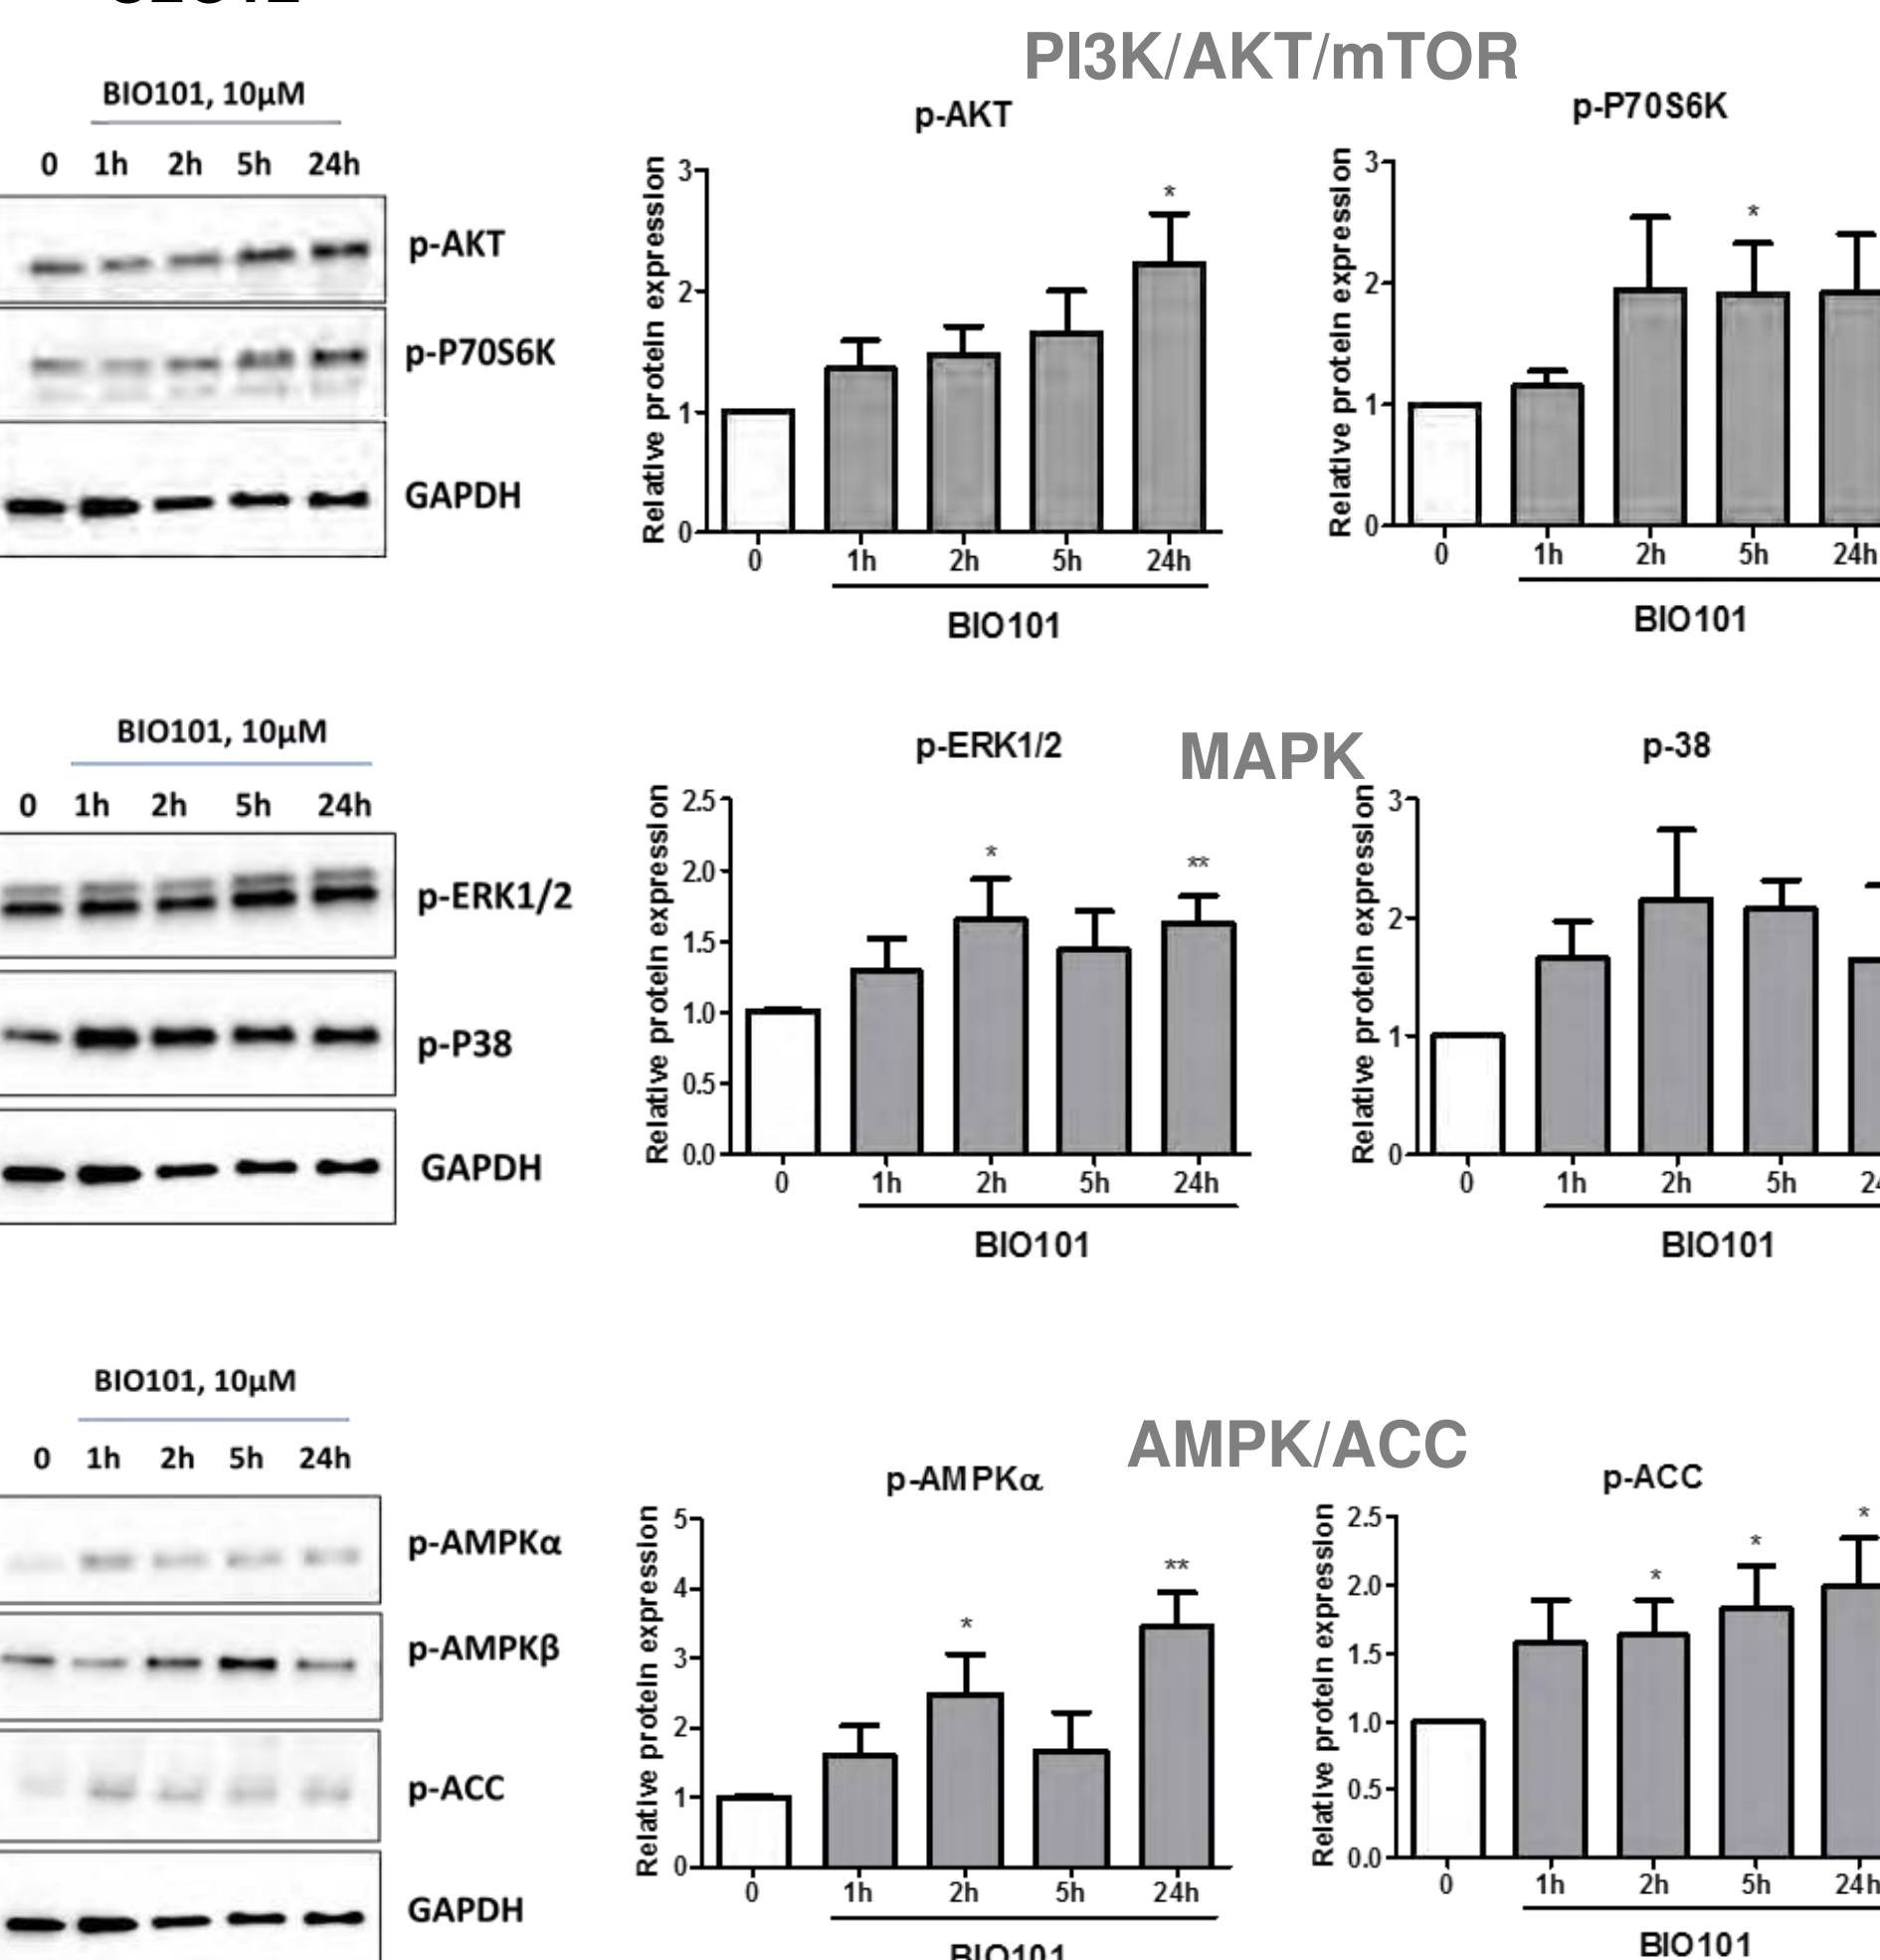 PI3K/AKT/mTOR
BIO101, 10µM
0 1h 2h 5h 24h
p-AKT
p-P70S6K
GAPDH
p-AKT
Relative protein expression
3
2
1
0
*
0 1h 2h 5h 24h
BIO101
p-P70S6K
Relative protein expression
3
2
1
0
*
0 1h 2h 5h 24h
BIO101
MAPK
BIO101, 10µM
0 1h 2h 5h 24h
p-ERK1/2
p-P38
GAPDH
p-ERK1/2
Relative protein expression
2.5
2.0
1.5
1.0
0.5
0.0
* **
0 1h 2h 5h 24h
BIO101
p-38
Relative protein expression
3
2
1
0
0 1h 2h 5h
BIO101
AMPK/ACC
BIO101, 10µM
0 1h 2h 5h 24h
p-AMPKα
p-AMPKβ
p-ACC
GAPDH
p-AMPKα
Relative protein expression
5
4
3
2
1
0
* **
0 1h 2h 5h 24h
BIO101
p-ACC
Relative protein expression
2.5
2.0
1.5
1.0
0.5
0.0
* * *
0 1h 2h 5h 24h
BIO101